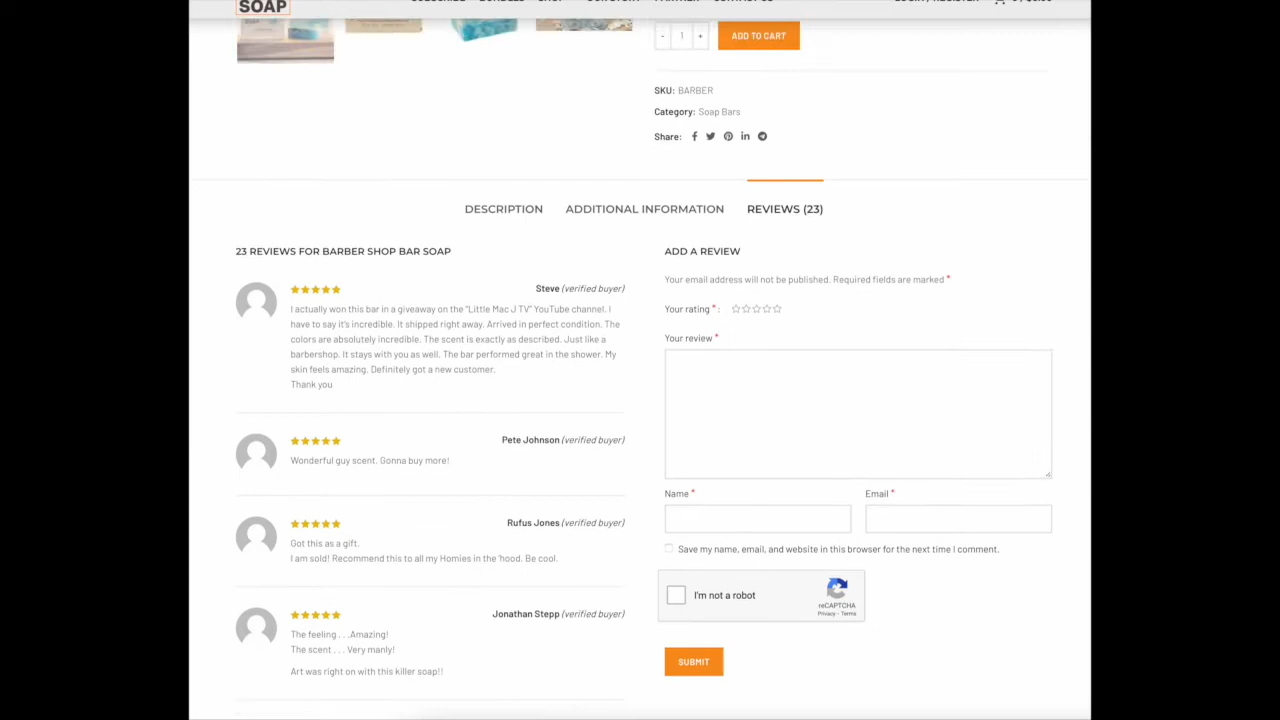 SOAP
- 1 +
ADD TO CART
SKU: BARBER
Category: Soap Bars
Share:
DESCRIPTION
ADDITIONAL INFORMATION
REVIEWS (23)
23 REVIEWS FOR BARBER SHOP BAR SOAP
Steve (verified buyer)
I actually won this bar in a giveaway on the "Little Mac J TV" YouTube channel. I
have to say it's incredible. It shipped right away. Arrived in perfect condition. The
colors are absolutely incredible. The scent is exactly as described. Just like a
barbershop. It stays with you as well. The bar performed great in the shower. My
skin feels amazing. Definitely got a new customer.
Thank you
Pete Johnson (verified buyer)
Wonderful guy scent. Gonna buy more!
Rufus Jones (verified buyer)
Got this as a gift.
I am sold! Recommend this to all my Homies in the 'hood. Be cool.
Jonathan Stepp (verified buyer)
The feeling . . .Amazing!
The scent . . . Very manly!
Art was right on with this killer soap!!
ADD A REVIEW
Your email address will not be published. Required fields are marked *
Your rating * :
Your review *
Name *
Email *
Save my name, email, and website in this browser for the next time I comment.
I'm not a robot
reCAPTCHA
Privacy - Terms
SUBMIT